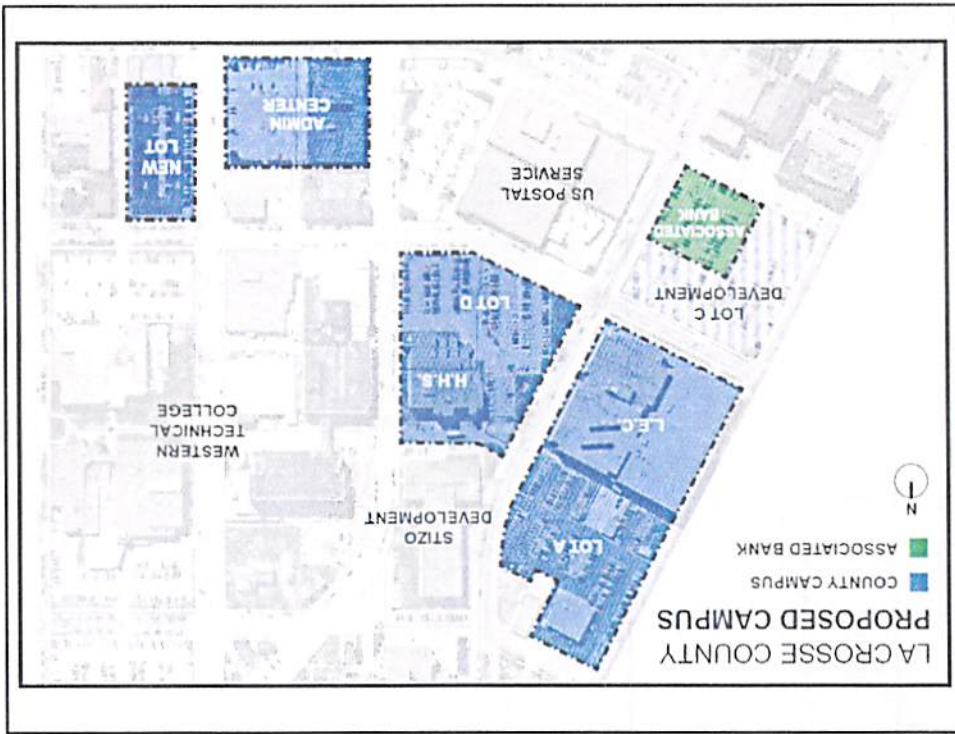 LA CROSSE COUNTY
PROPOSED CAMPUS
COUNTY CAMPUS
ASSOCIATED BANK
N
LOT A
L.E.C.
STIZO
DEVELOPMENT
WESTERN
TECHNICAL
COLLEGE
H.H.S.
LOT D
LOT C
DEVELOPMENT
ASSOCIATED
BANK
US POSTAL
SERVICE
ADMIN
CENTER
NEW
LOT